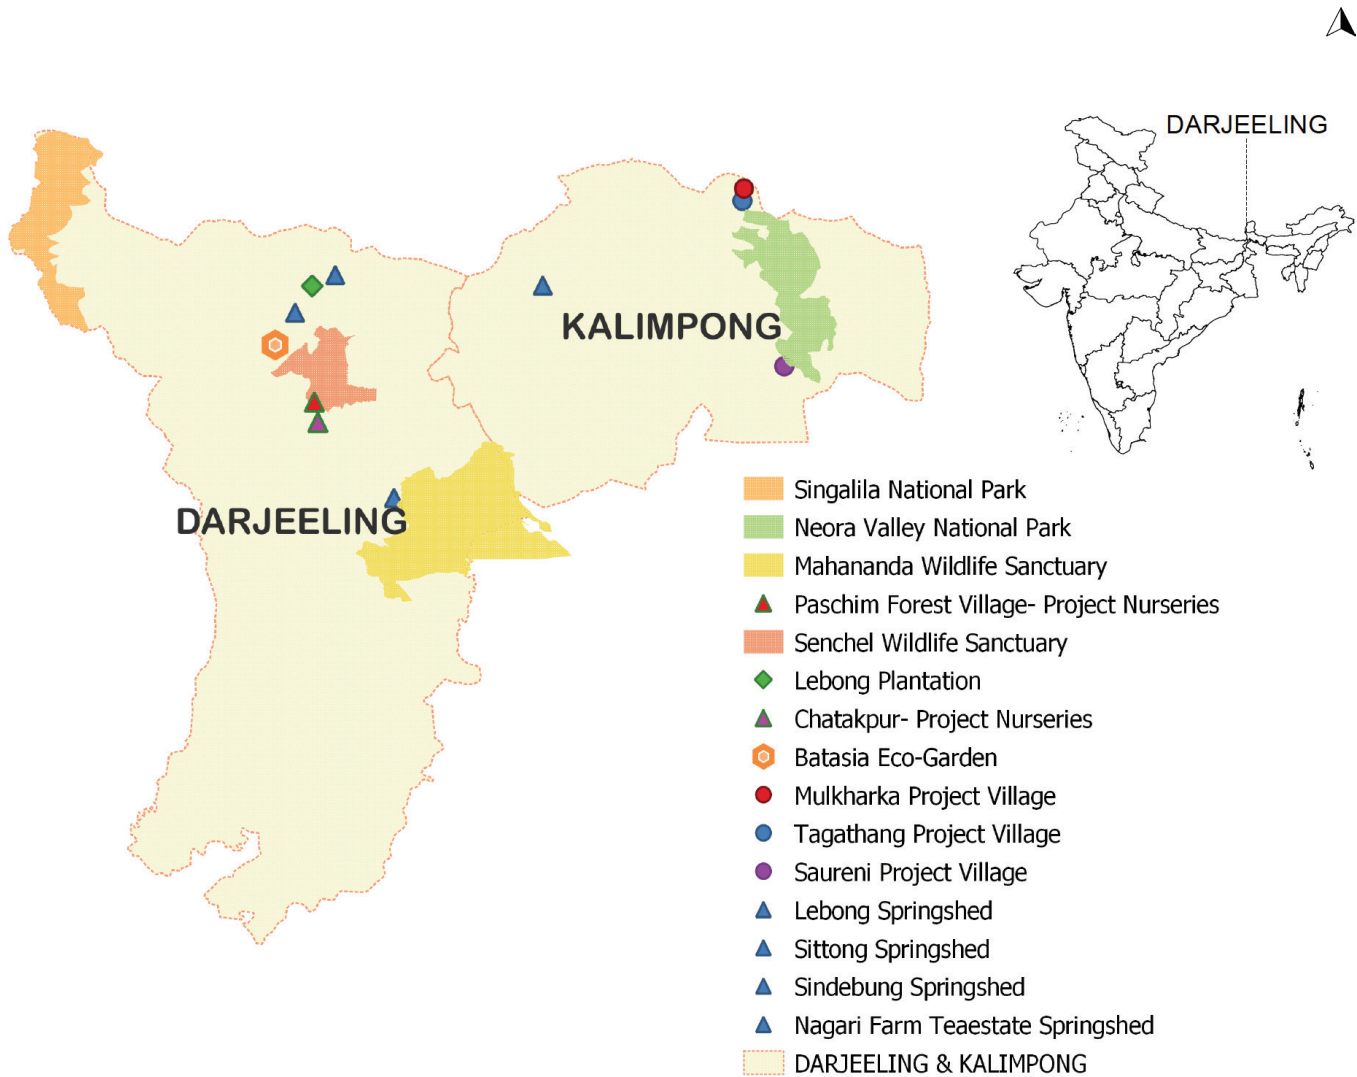 DARJEELING
KALIMPONG
DARJEELING
Singalila National Park
Neora Valley National Park
Mahananda Wildlife Sanctuary
Paschim Forest Village- Project Nurseries
Senchel Wildlife Sanctuary
Lebong Plantation
Chatakpur- Project Nurseries
Batasia Eco-Garden
Mulkharka Project Village
Tagathang Project Village
Saureni Project Village
Lebong Springshed
Sittong Springshed
Sindebung Springshed
Nagari Farm Teaestate Springshed
DARJEELING & KALIMPONG